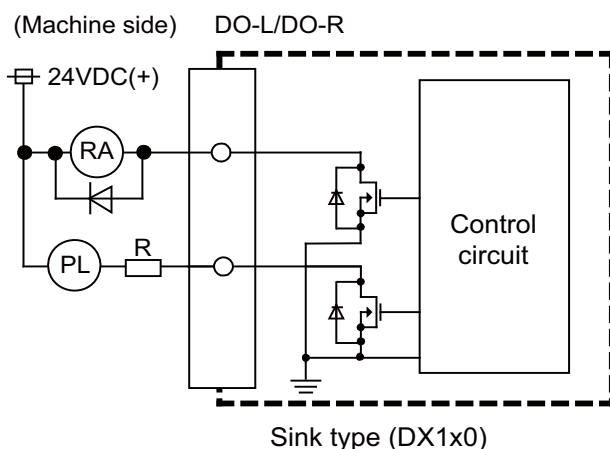 (Machine side) DO-L/DO-R
24VDC(+)
RA
Control
circuit
R
PL
Sink type (DX1x0)